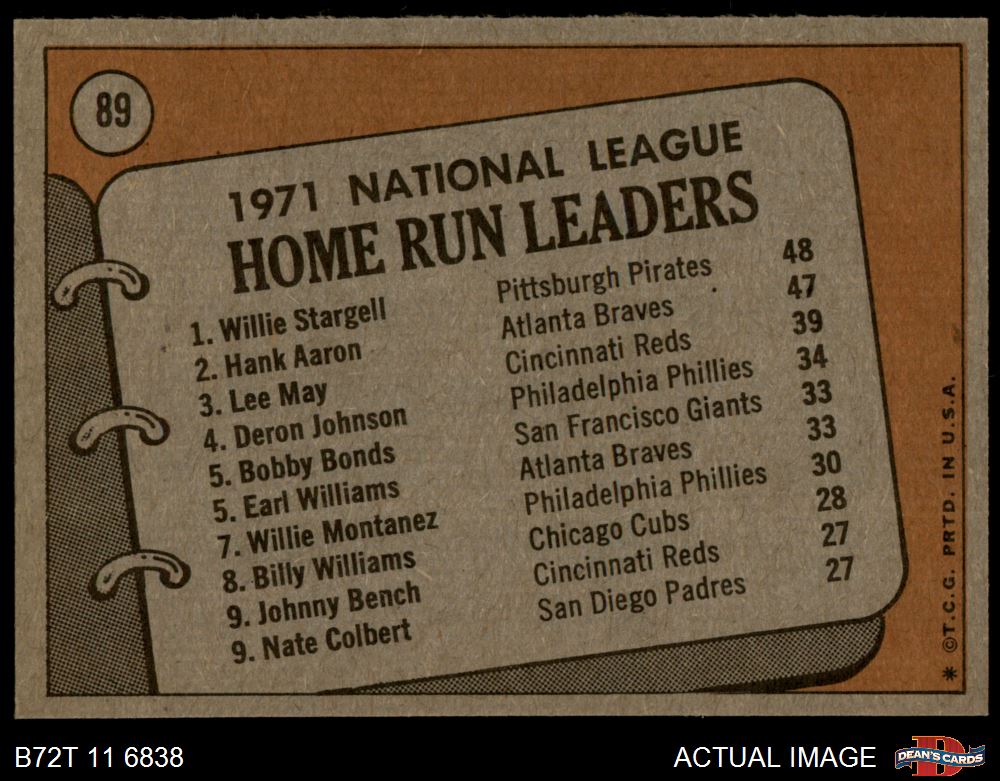 89
1971 NATIONAL LEAGUE
HOME RUN LEADERS
1. Willie Stargell Pittsburgh Pirates 48
2. Hank Aaron Atlanta Braves 47
3. Lee May Cincinnati Reds 39
4. Deron Johnson Philadelphia Phillies 34
5. Bobby Bonds San Francisco Giants 33
5. Earl Williams Atlanta Braves 33
7. Willie Montanez Philadelphia Phillies 30
8. Billy Williams Chicago Cubs 28
9. Johnny Bench Cincinnati Reds 27
9. Nate Colbert San Diego Padres 27
* ©T.C.G. PRTD. IN U.S.A.
B72T 11 6838
ACTUAL IMAGE
D
DEAN'S CARDS